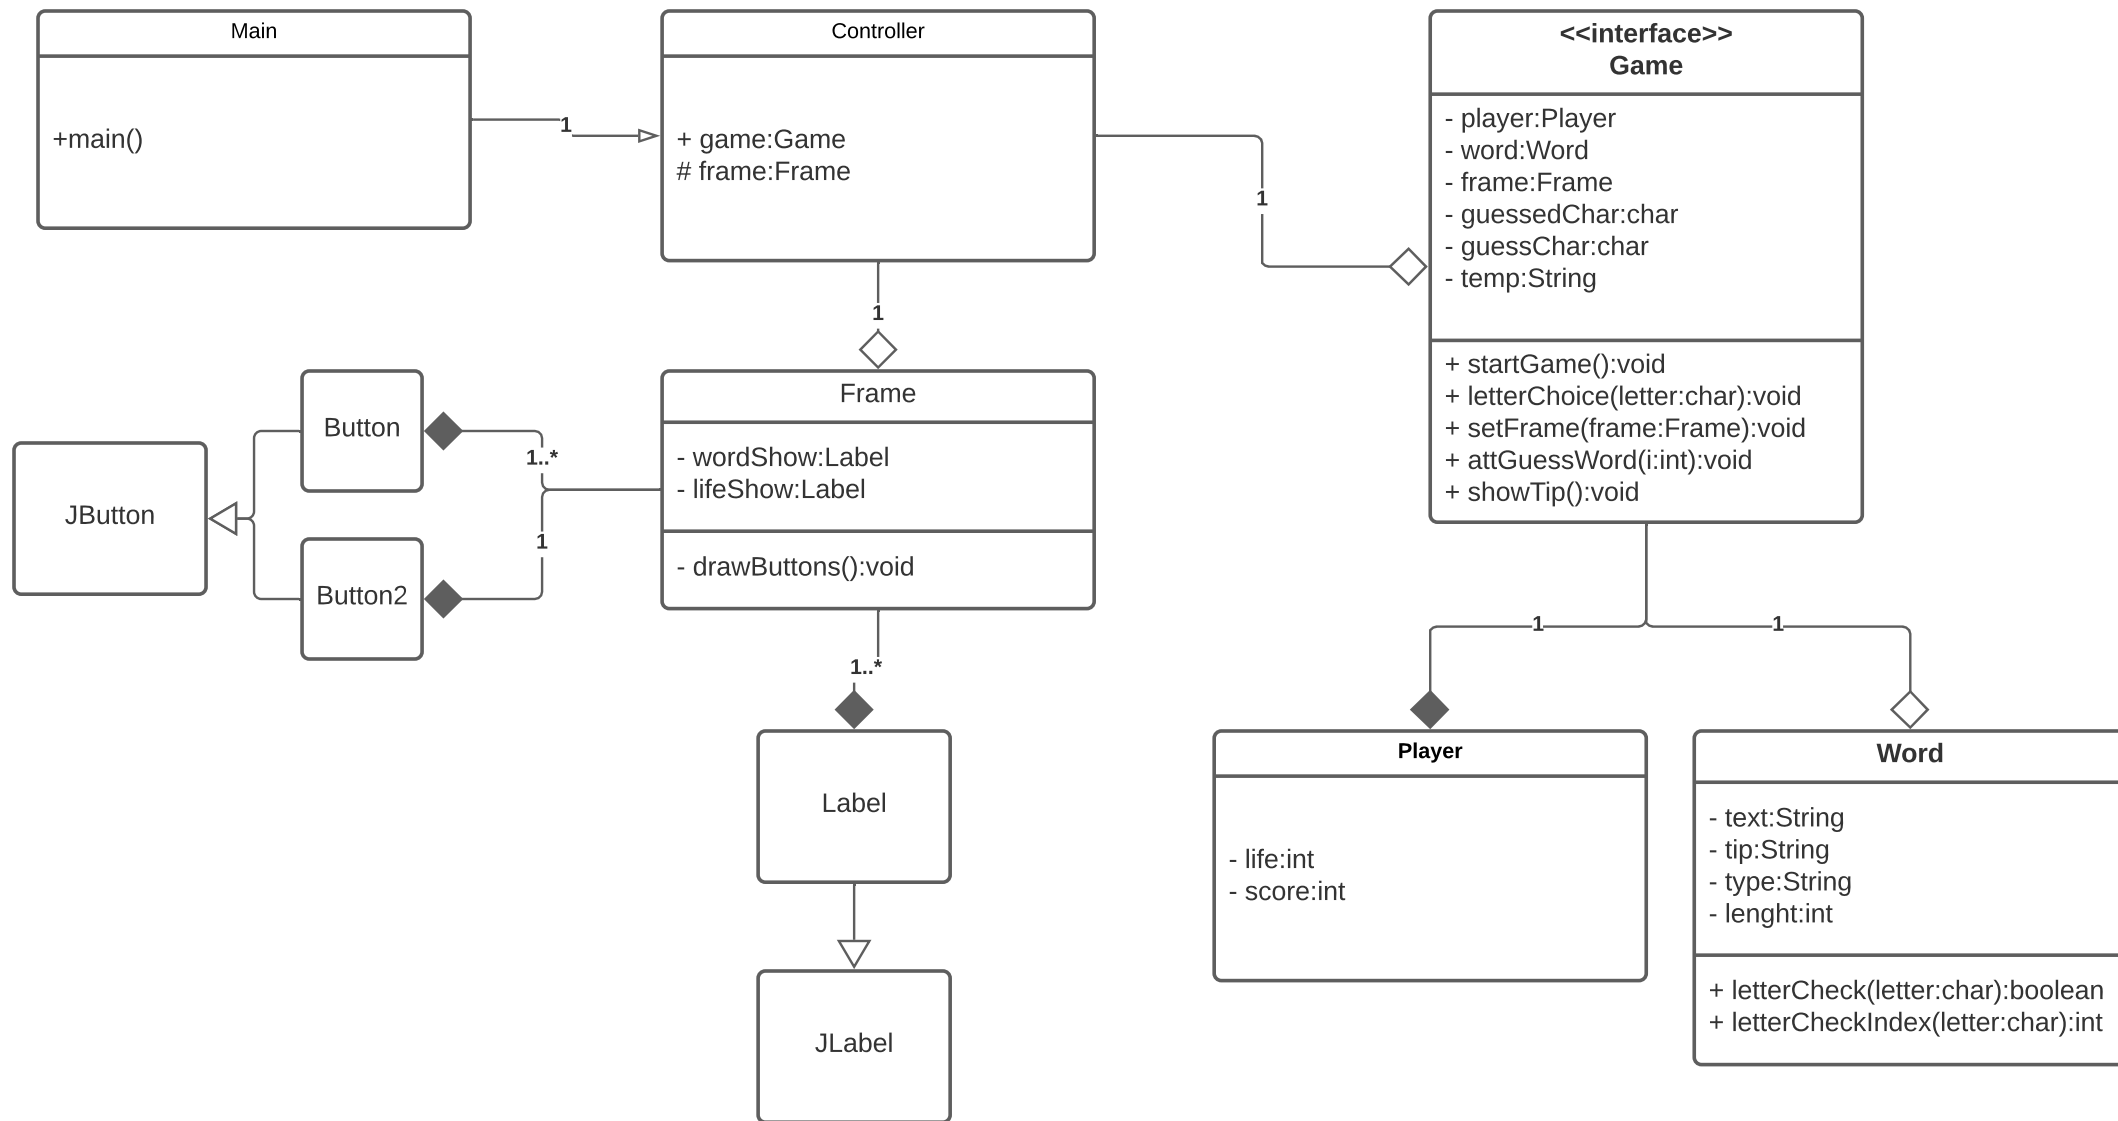 Main
+main()
1
Controller
+ game:Game
# frame:Frame
1
1
<<interface>>
Game
- player:Player
- word:Word
- frame:Frame
- guessedChar:char
- guessChar:char
- temp:String
+ startGame():void
+ letterChoice(letter:char):void
+ setFrame(frame:Frame):void
+ attGuessWord(i:int):void
+ showTip():void
JButton
Button
Button2
1..*
1
Frame
- wordShow:Label
- lifeShow:Label
- drawButtons():void
1..*
Label
JLabel
1
1
Player
- life:int
- score:int
Word
- text:String
- tip:String
- type:String
- lenght:int
+ letterCheck(letter:char):boolean
+ letterCheckIndex(letter:char):int